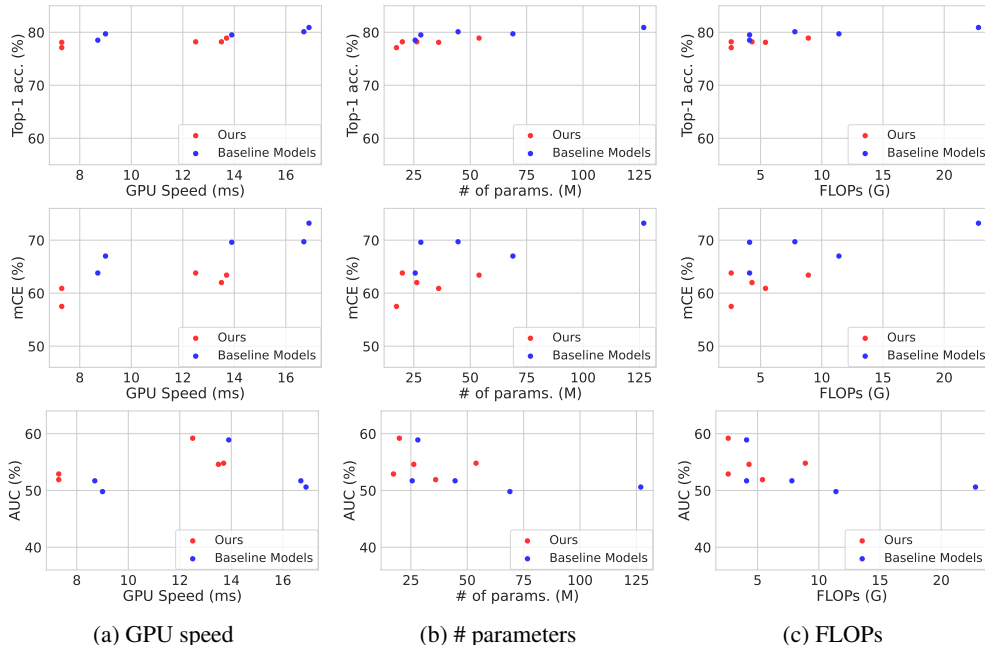 80
70
60
Top-1 acc. (%)
Ours
Baseline Models
8 10 12 14 16
GPU Speed (ms)
80
70
60
Top-1 acc. (%)
Ours
Baseline Models
25 50 75 100 125
# of params. (M)
80
70
60
Top-1 acc. (%)
Ours
Baseline Models
5 10 15 20
FLOPs (G)
70
60
50
mCE (%)
Ours
Baseline Models
8 10 12 14 16
GPU Speed (ms)
70
60
50
mCE (%)
Ours
Baseline Models
25 50 75 100 125
# of params. (M)
70
60
50
mCE (%)
Ours
Baseline Models
5 10 15 20
FLOPs (G)
60
50
40
AUC (%)
Ours
Baseline Models
8 10 12 14 16
GPU Speed (ms)
60
50
40
AUC (%)
Ours
Baseline Models
25 50 75 100 125
# of params. (M)
60
50
40
AUC (%)
Ours
Baseline Models
5 10 15 20
FLOPs (G)
(a) GPU speed
(b) # parameters
(c) FLOPs